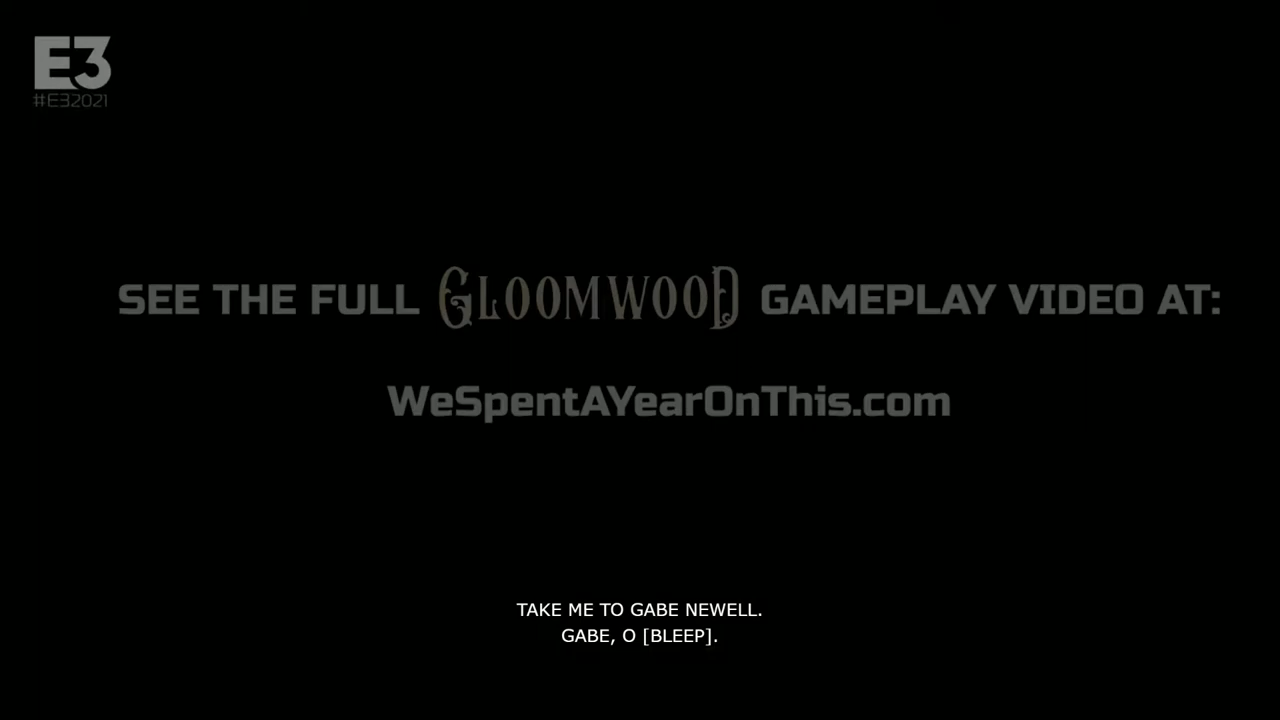 E3
#E32021
SEE THE FULL GLOOMWOOD GAMEPLAY VIDEO AT:
WeSpentAYearOnThis.com
TAKE ME TO GABE NEWELL.
GABE, O [BLEEP].